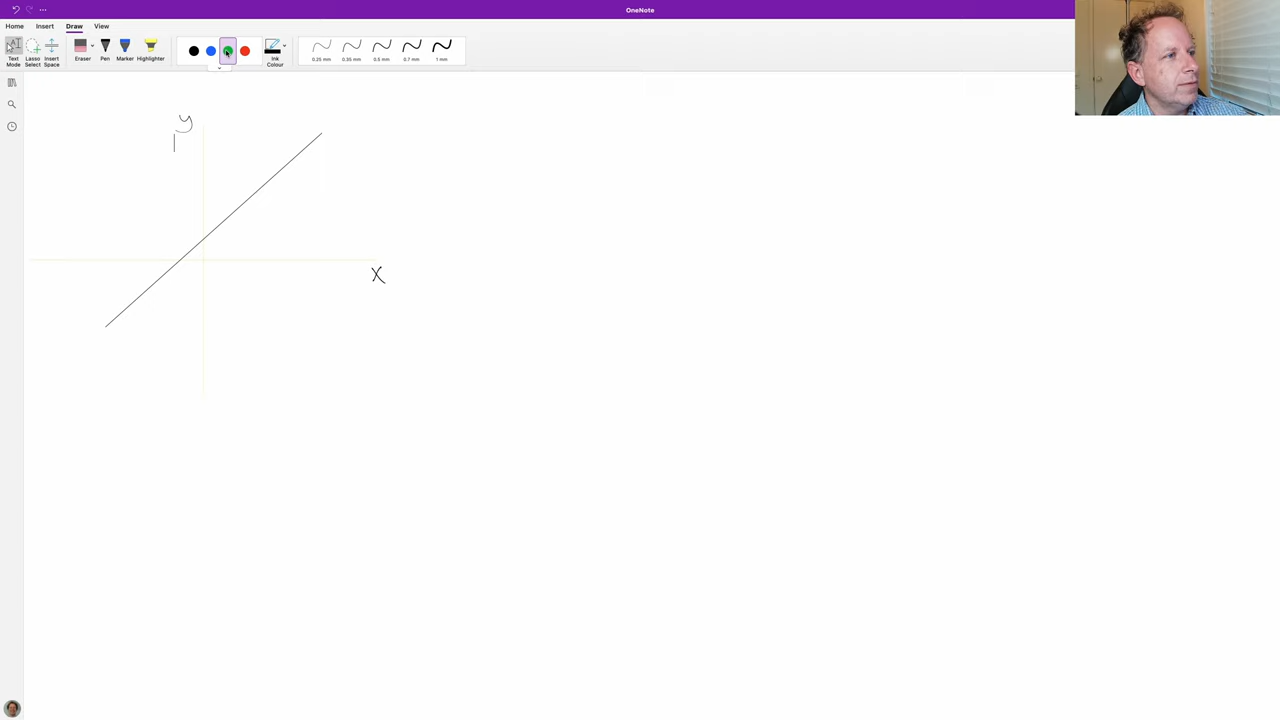 OneNote
Home Insert Draw View
Text Mode
Lasso Select
Insert Space
Eraser
Pen
Marker
Highlighter
Ink Colour
0.25 mm
0.35 mm
0.5 mm
0.7 mm
1 mm
y
x